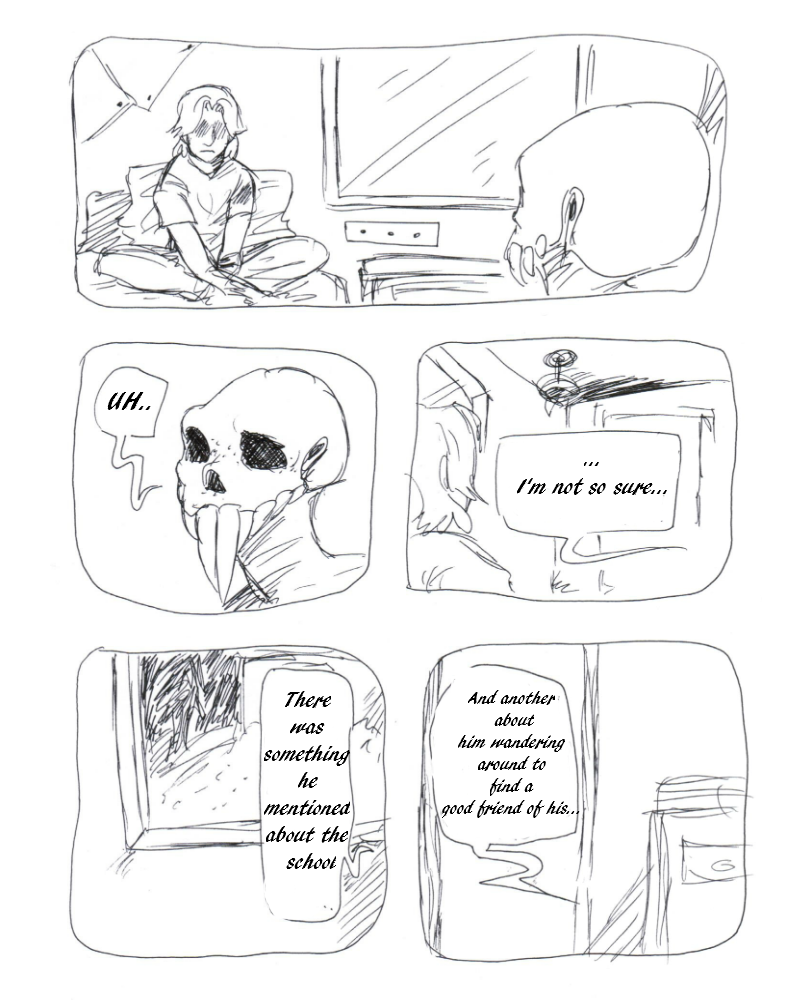 UH..
...
I'm not so sure...
There
was
something
he
mentioned
about the
school
And another
about
him wandering
around to
find a
good friend of his...